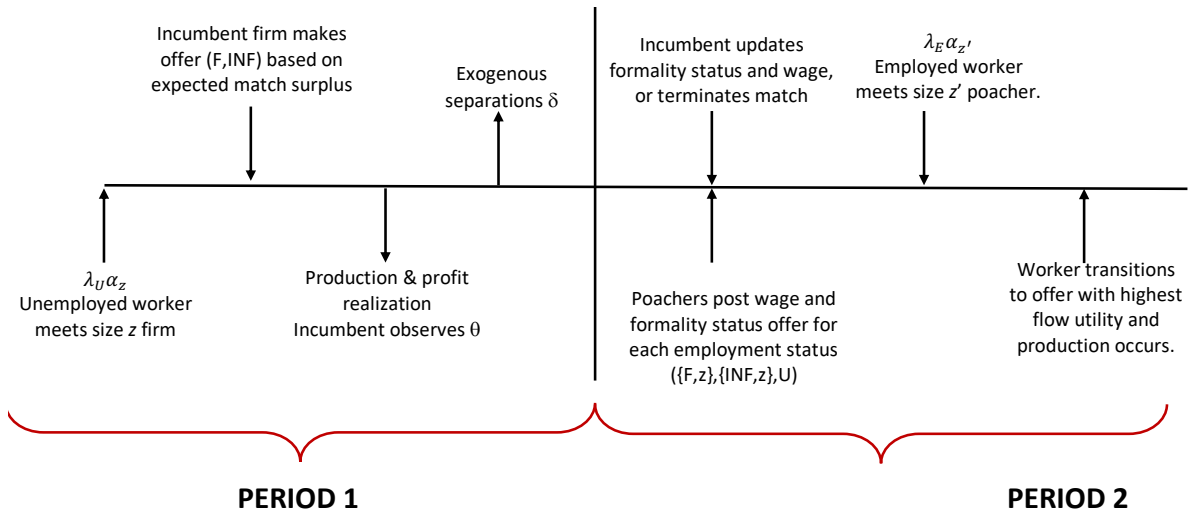 Incumbent firm makes
offer (F,INF) based on
expected match surplus
Exogenous
separations δ
Incumbent updates
formality status and wage,
or terminates match
λ_E α_z′
Employed worker
meets size z′ poacher.
λ_U α_z
Unemployed worker
meets size z firm
Production & profit
realization
Incumbent observes θ
Poachers post wage and
formality status offer for
each employment status
({F,z},{INF,z},U)
Worker transitions
to offer with highest
flow utility and
production occurs.
PERIOD 1
PERIOD 2